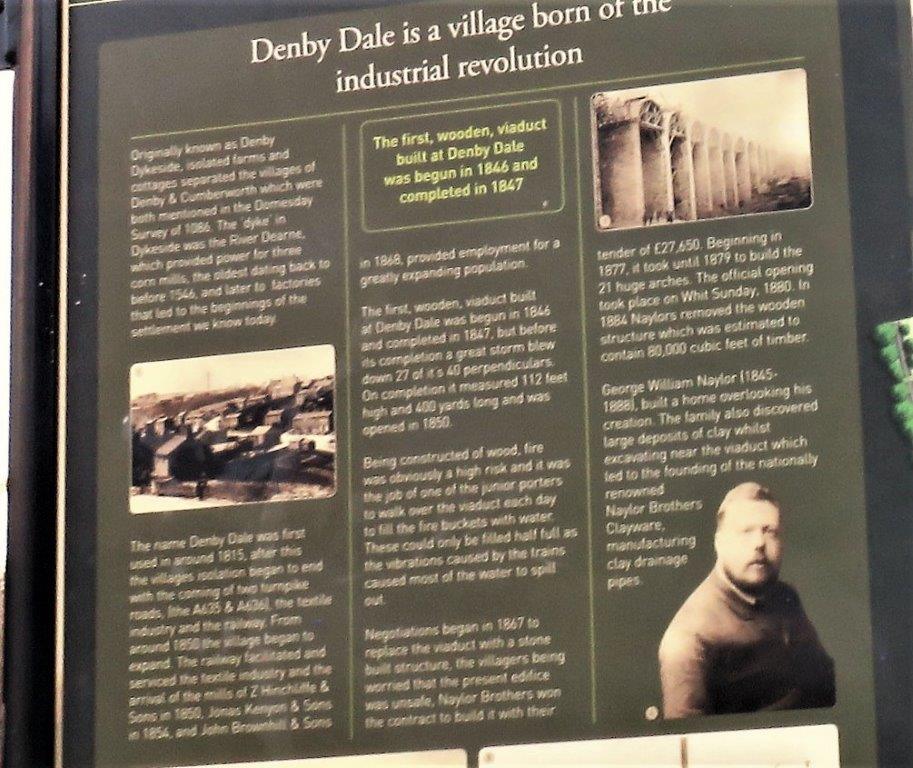 Denby Dale is a village born of the
industrial revolution
Originally known as Denby
Dykeside, isolated farms and
cottages separated the villages of
Denby & Cumberworth which were
both mentioned in the Domesday
Survey of 1086. The 'dyke' in
Dykeside was the River Dearne,
which provided power for three
corn mills, the oldest dating back to
before 1546, and later to factories
that led to the beginnings of the
settlement we know today.
The name Denby Dale was first
used in around 1815, after this
the villages isolation began to end
with the coming of two turnpike
roads, (the A635 & A636), the textile
industry and the railway. From
around 1850 the village began to
expand. The railway facilitated and
serviced the textile industry and the
arrival of the mills of Z Hinchliffe &
Sons in 1850, Jonas Kenyon & Sons
in 1854, and John Brownhill & Sons
The first, wooden, viaduct
built at Denby Dale
was begun in 1846 and
completed in 1847
in 1868, provided employment for a
greatly expanding population.
The first, wooden, viaduct built
at Denby Dale was begun in 1846
and completed in 1847, but before
its completion a great storm blew
down 27 of it's 40 perpendiculars.
On completion it measured 112 feet
high and 400 yards long and was
opened in 1850.
Being constructed of wood, fire
was obviously a high risk and it was
the job of one of the junior porters
to walk over the viaduct each day
to fill the fire buckets with water.
These could only be filled half full as
the vibrations caused by the trains
caused most of the water to spill
out.
Negotiations began in 1867 to
replace the viaduct with a stone
built structure, the villagers being
worried that the present edifice
was unsafe, Naylor Brothers won
the contract to build it with their
tender of £27,650. Beginning in
1877, it took until 1879 to build the
21 huge arches. The official opening
took place on Whit Sunday, 1880. In
1884 Naylors removed the wooden
structure which was estimated to
contain 80,000 cubic feet of timber.
George William Naylor (1845-
1888), built a home overlooking his
creation. The family also discovered
large deposits of clay whilst
excavating near the viaduct which
led to the founding of the nationally
renowned
Naylor Brothers
Clayware,
manufacturing
clay drainage
pipes.